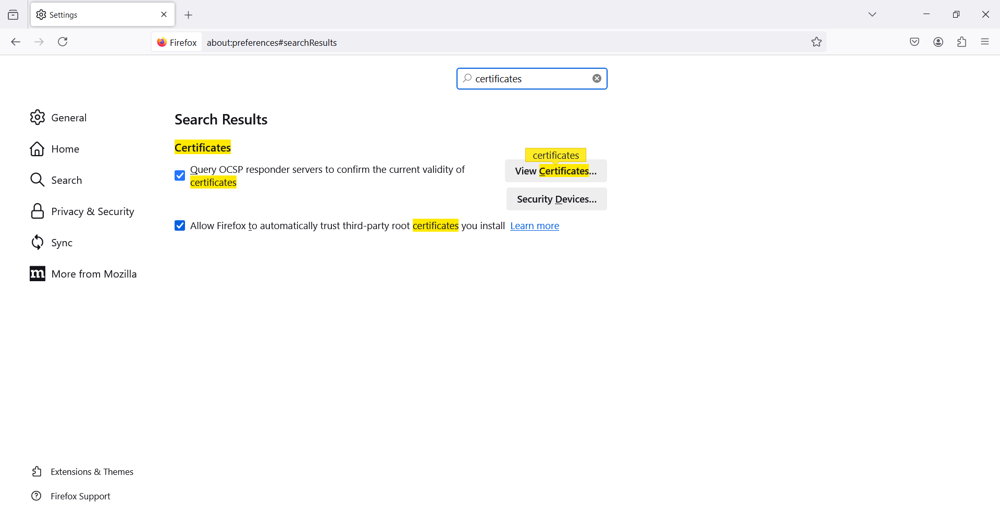 Settings
Firefox
about:preferences#searchResults
certificates
General
Home
Search
Privacy & Security
Sync
More from Mozilla
Search Results
Certificates
Query OCSP responder servers to confirm the current validity of
certificates
certificates
View Certificates...
Security Devices...
Allow Firefox to automatically trust third-party root certificates you install Learn more
Extensions & Themes
Firefox Support